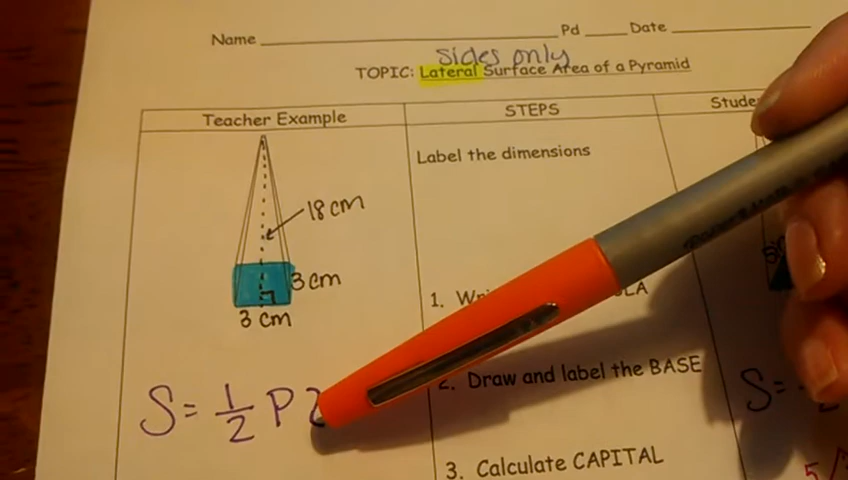 Name Pd Date
sides only
TOPIC: Lateral Surface Area of a Pyramid
Teacher Example STEPS
Label the dimensions
18 cm
3 cm
3 cm
1.
2. Draw and label the BASE
S = 1/2 P
S =
3. Calculate CAPITAL